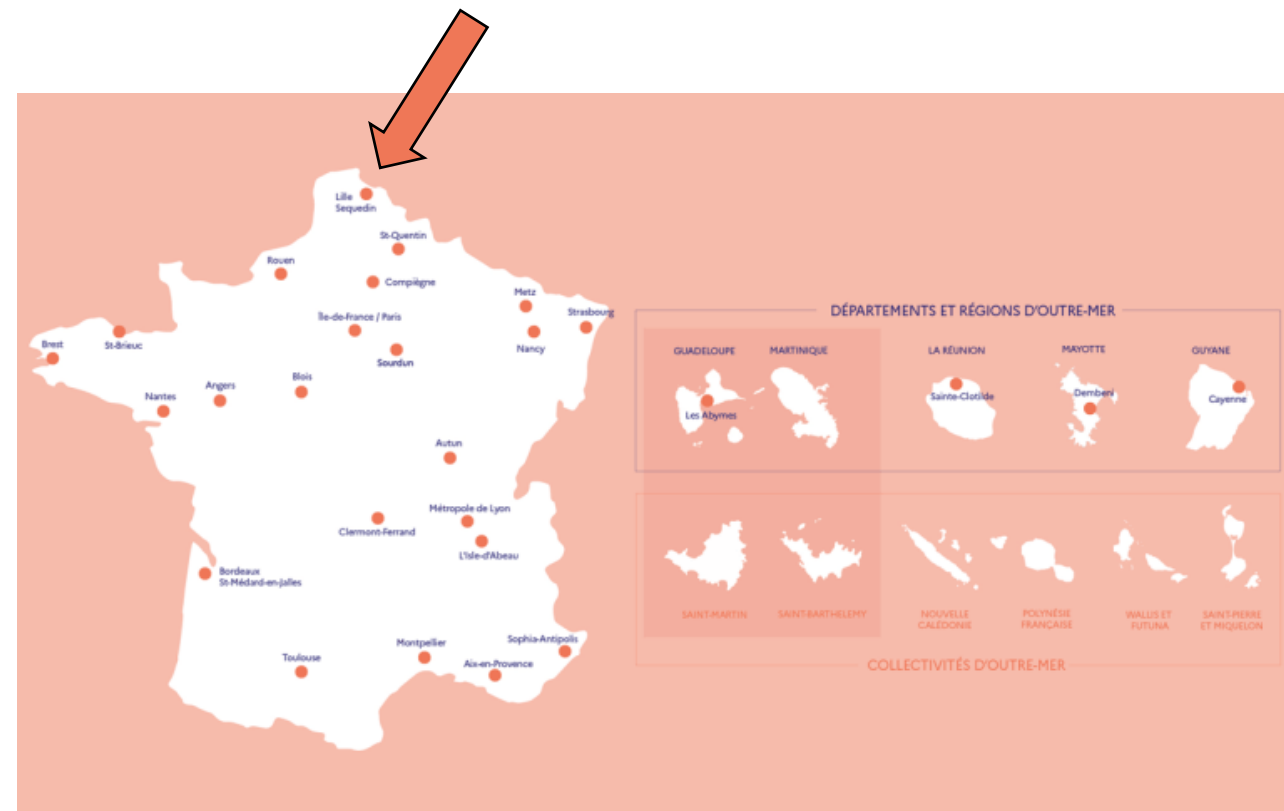 Lille
Sequedin
St-Quentin
Rouen
Compiègne
Metz
Strasbourg
Île-de-France / Paris
Nancy
Brest
St-Brieuc
Sourdun
Blois
Angers
Nantes
Autun
Métropole de Lyon
Clermont-Ferrand
L'Isle-d'Abeau
Bordeaux
St-Médard-en-Jalles
Sophia-Antipolis
Montpellier
Toulouse
Aix-en-Provence
DÉPARTEMENTS ET RÉGIONS D'OUTRE-MER
GUADELOUPE
MARTINIQUE
LA RÉUNION
MAYOTTE
GUYANE
Les Abymes
Sainte-Clotilde
Dembeni
Cayenne
SAINT-MARTIN
SAINT-BARTHELEMY
NOUVELLE
CALÉDONIE
POLYNÉSIE
FRANÇAISE
WALLIS ET
FUTUNA
SAINT-PIERRE
ET MIQUELON
COLLECTIVITÉS D'OUTRE-MER